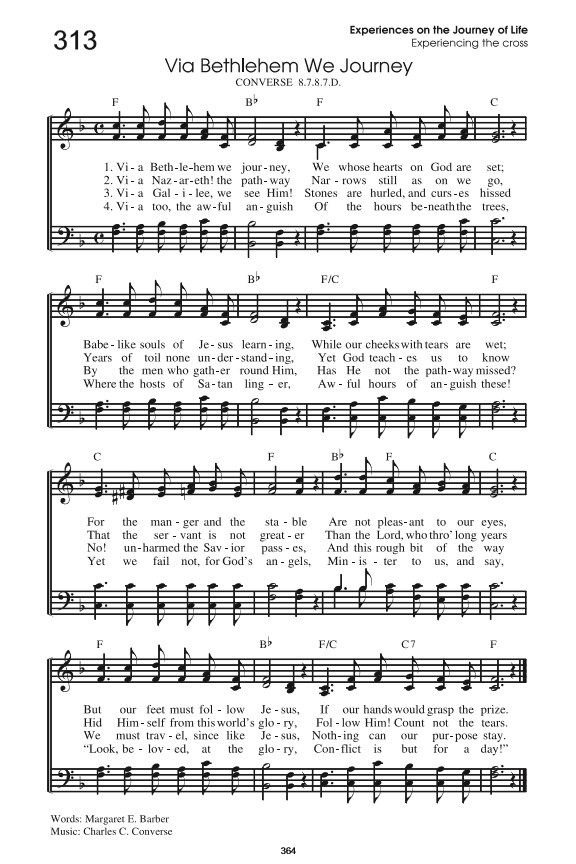 313
Experiences on the Journey of Life
Experiencing the cross
Via Bethlehem We Journey
CONVERSE 8.7.8.7.D.
F B♭ F C
1. Vi - a Beth - le - hem we jour - ney, We whose hearts on God are set;
2. Vi - a Naz - ar - eth! the path - way Nar - rows still as on we go,
3. Vi - a Gal - i - lee, we see Him! Stones are hurled, and curs - es hissed
4. Vi - a too, the aw - ful an - guish Of the hours be - neath the trees,
F B♭ F/C F
Babe - like souls of Je - sus learn - ing, While our cheeks with tears are wet;
Years of toil none un - der - stand - ing, Yet God teach - es us to know
By the men who gath - er round Him, Has He not the path - way missed?
Where the hosts of Sa - tan ling - er, Aw - ful hours of an - guish these!
C F B♭ F C
For the man - ger and the sta - ble Are not pleas - ant to our eyes,
That the ser - vant is not great - er Than the Lord, who thro' long years
No! un - harmed the Sav - ior pass - es, And this rough bit of the way
Yet we fail not, for God's an - gels, Min - is - ter to us, and say,
F B♭ F/C C7 F
But our feet must fol - low Je - sus, If our hands would grasp the prize.
Hid Him - self from this world's glo - ry, Fol - low Him! Count not the tears.
We must trav - el, since like Je - sus, Noth - ing can our pur - pose stay.
“Look, be - lov - ed, at the glo - ry, Con - flict is but for a day!”
Words: Margaret E. Barber
Music: Charles C. Converse
364